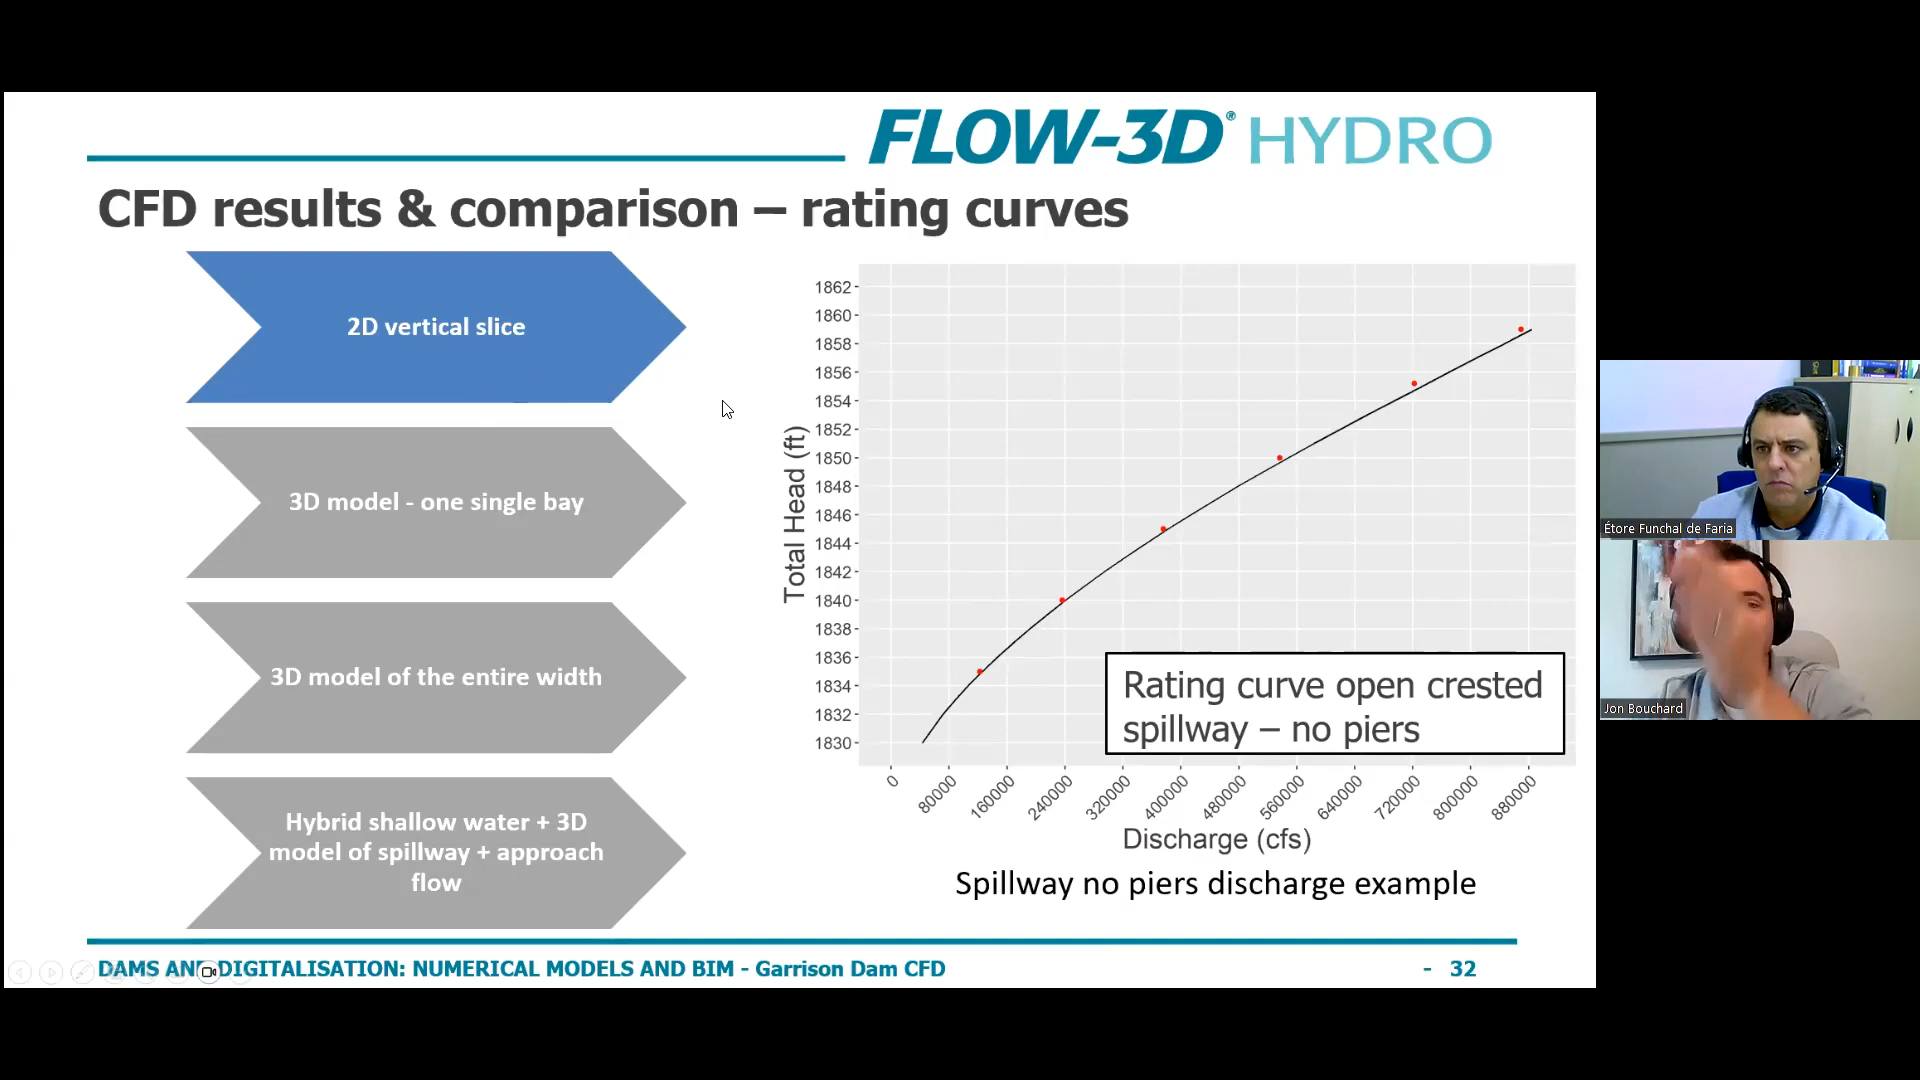 FLOW-3D® HYDRO
CFD results & comparison – rating curves
2D vertical slice
3D model - one single bay
3D model of the entire width
Hybrid shallow water + 3D
model of spillway + approach
flow
Total Head (ft)
1862
1860
1858
1856
1854
1852
1850
1848
1846
1844
1842
1840
1838
1836
1834
1832
1830
Rating curve open crested
spillway – no piers
0
80000
160000
240000
320000
400000
480000
560000
640000
720000
800000
880000
Discharge (cfs)
Spillway no piers discharge example
DAMS AND DIGITALISATION: NUMERICAL MODELS AND BIM - Garrison Dam CFD
- 32
Étore Funchal de Faria
Jon Bouchard